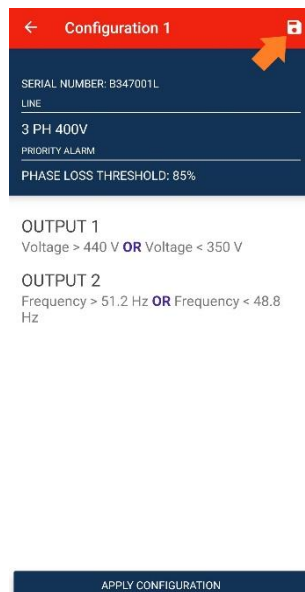 Configuration 1
SERIAL NUMBER: B347001L
LINE
3 PH 400V
PRIORITY ALARM
PHASE LOSS THRESHOLD: 85%
OUTPUT 1
Voltage > 440 V OR Voltage < 350 V
OUTPUT 2
Frequency > 51.2 Hz OR Frequency < 48.8
Hz
APPLY CONFIGURATION